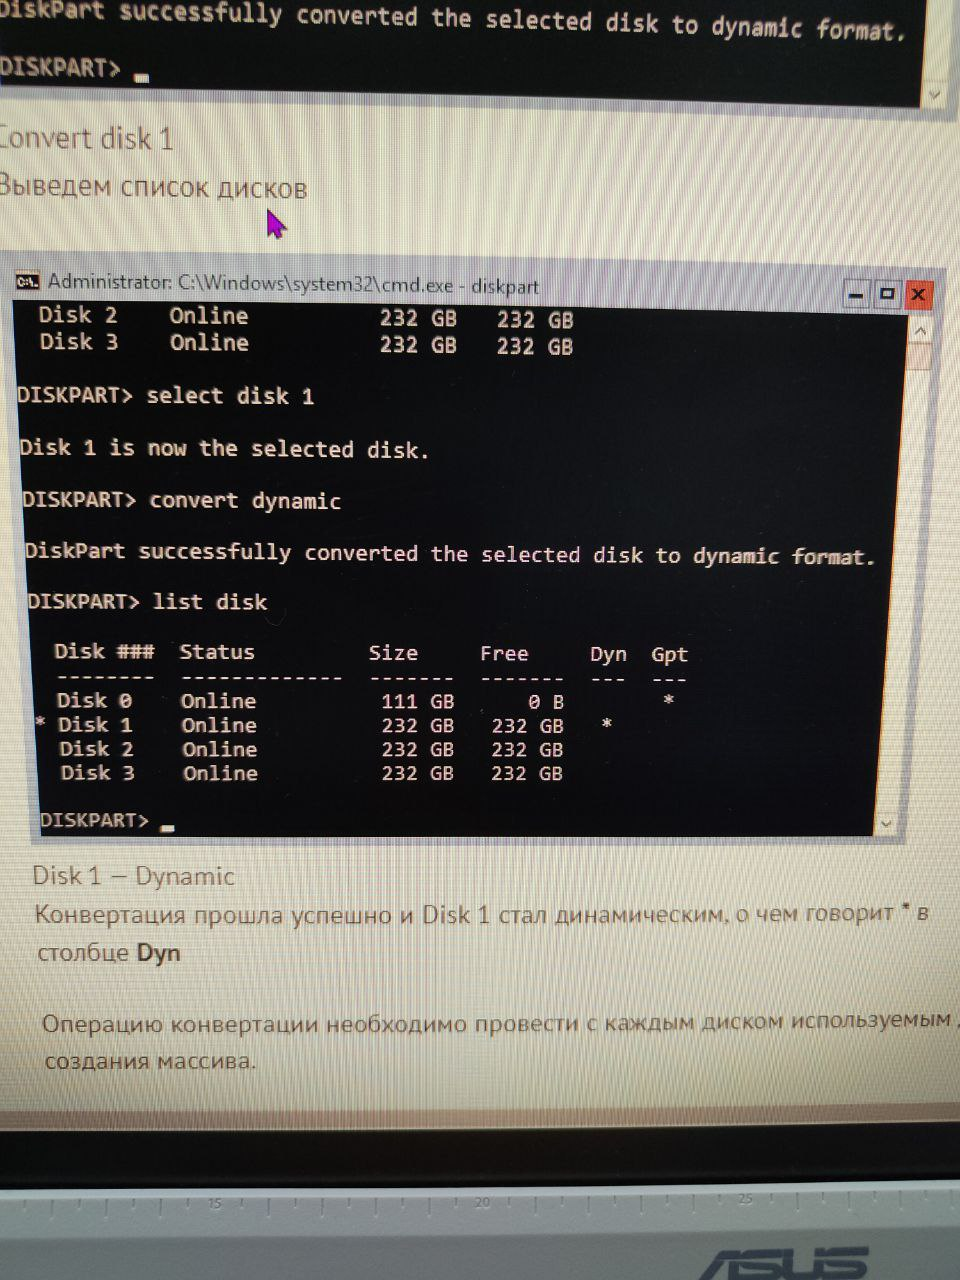 DiskPart successfully converted the selected disk to dynamic format.
DISKPART>
Convert disk 1
Выведем список дисков
C:\. Administrator: C:\Windows\system32\cmd.exe - diskpart
Disk 2 Online 232 GB 232 GB
Disk 3 Online 232 GB 232 GB
DISKPART> select disk 1
Disk 1 is now the selected disk.
DISKPART> convert dynamic
DiskPart successfully converted the selected disk to dynamic format.
DISKPART> list disk
Disk ### Status Size Free Dyn Gpt
-------- ------------- ------- ------- --- ---
Disk 0 Online 111 GB 0 B *
* Disk 1 Online 232 GB 232 GB *
Disk 2 Online 232 GB 232 GB
Disk 3 Online 232 GB 232 GB
DISKPART>
Disk 1 — Dynamic
Конвертация прошла успешно и Disk 1 стал динамическим, о чем говорит * в
столбце Dyn
Операцию конвертации необходимо провести с каждым диском используемым
создания массива.
15 20 25
ASUS